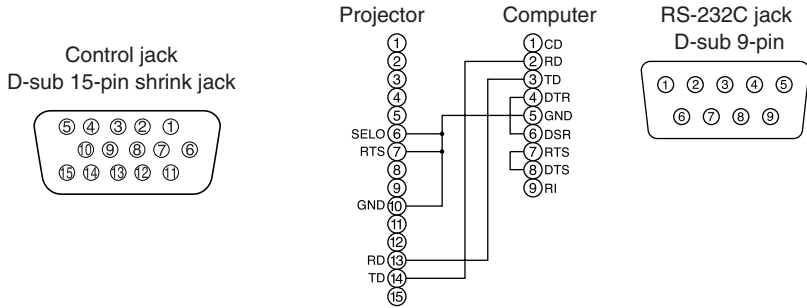 Control jack
D-sub 15-pin shrink jack
5 4 3 2 1
10 9 8 7 6
15 14 13 12 11
Projector
1
2
3
4
5
SELO 6
RTS 7
8
9
GND 10
11
12
RD 13
TD 14
15
Computer
1 CD
2 RD
3 TD
4 DTR
5 GND
6 DSR
7 RTS
8 DTS
9 RI
RS-232C jack
D-sub 9-pin
1 2 3 4 5
6 7 8 9